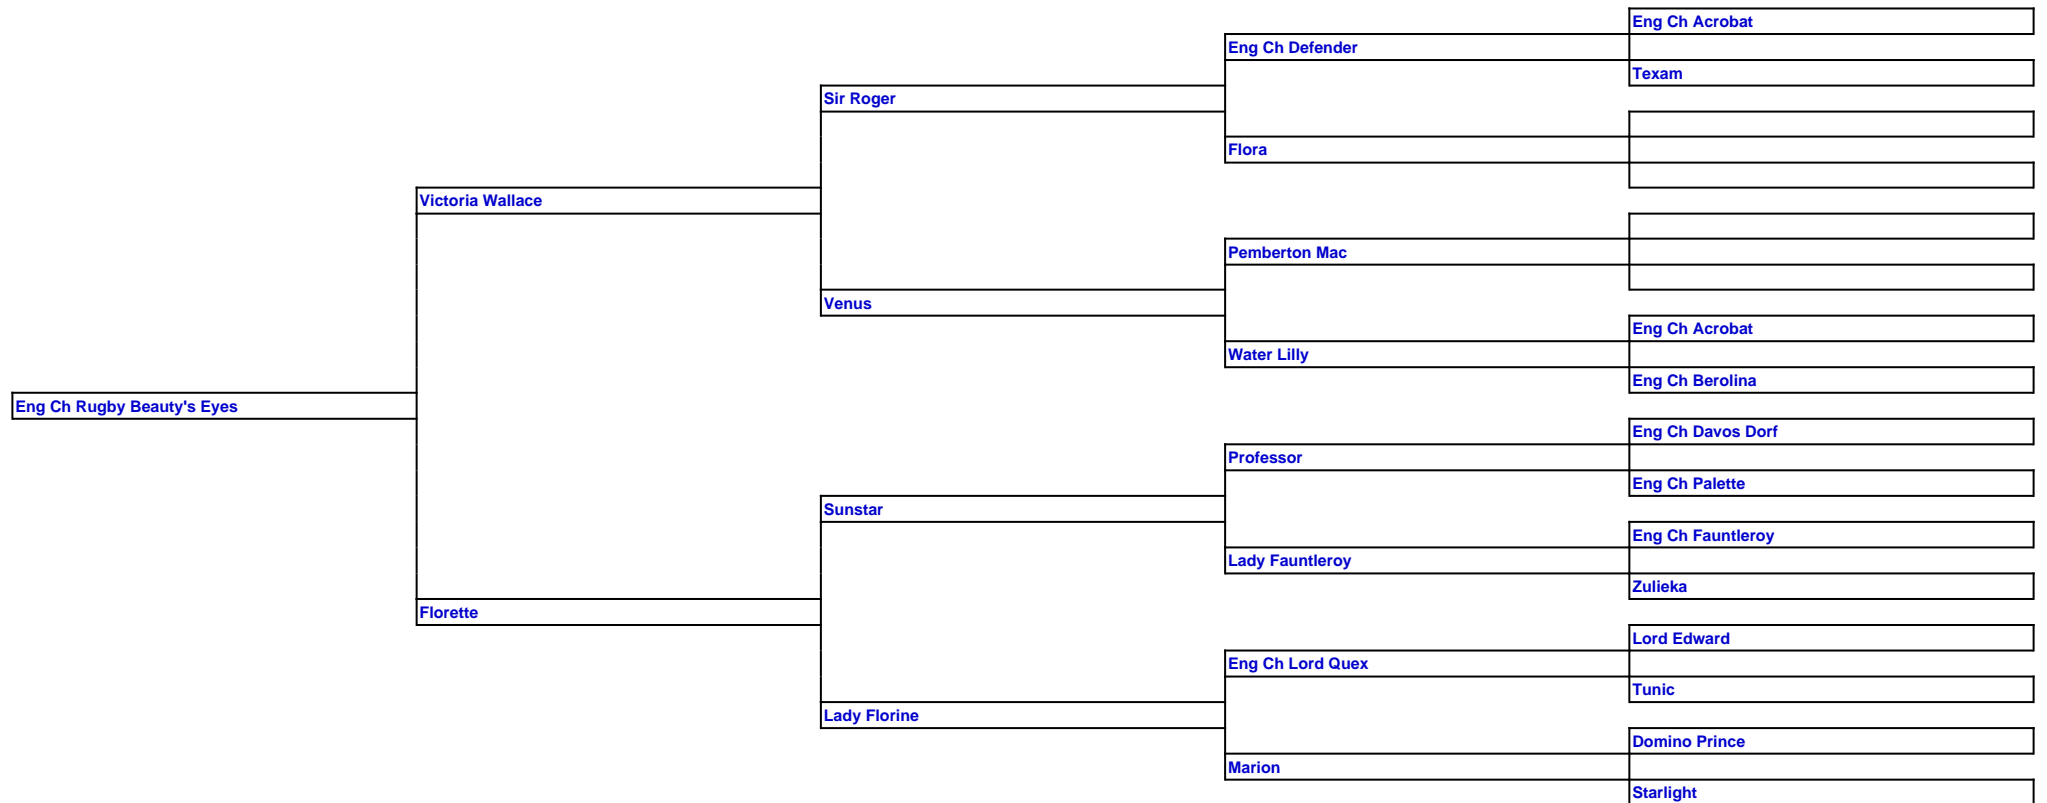 Eng Ch Acrobat
Eng Ch Defender
Texam
Sir Roger
Flora
Victoria Wallace
Pemberton Mac
Venus
Eng Ch Acrobat
Water Lilly
Eng Ch Berolina
Eng Ch Rugby Beauty's Eyes
Eng Ch Davos Dorf
Professor
Eng Ch Palette
Sunstar
Eng Ch Fauntleroy
Lady Fauntleroy
Zulieka
Florette
Lord Edward
Eng Ch Lord Quex
Tunic
Lady Florine
Domino Prince
Marion
Starlight